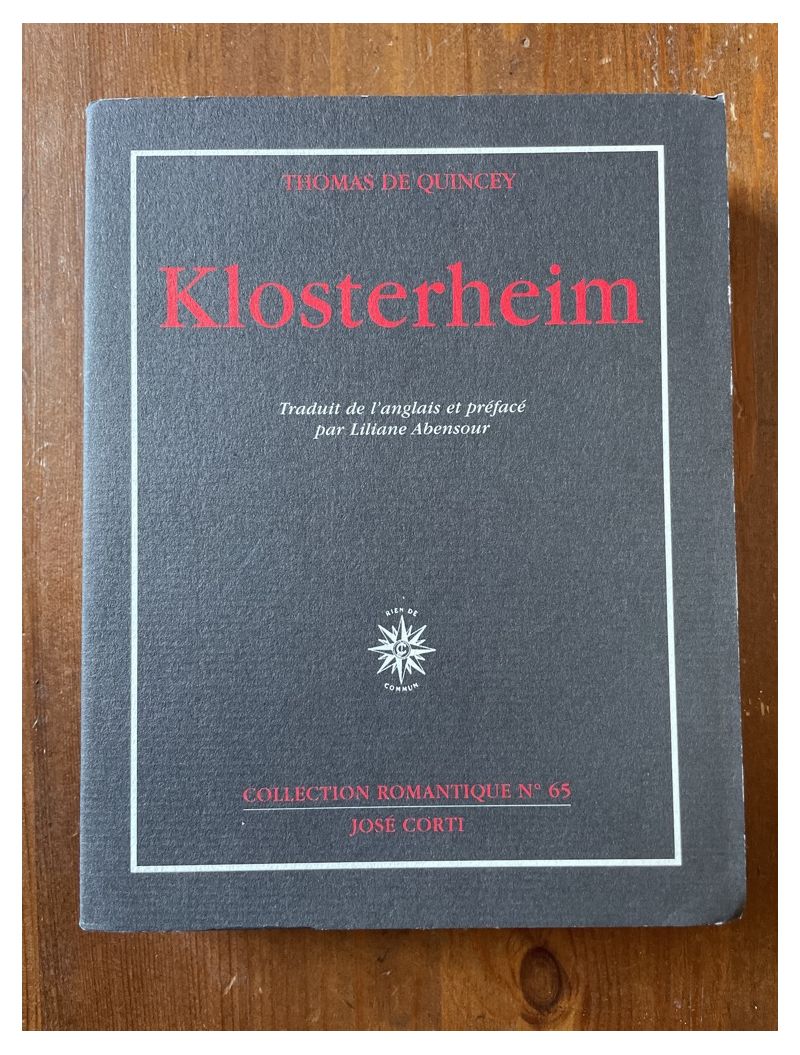 THOMAS DE QUINCEY
Klosterheim
Traduit de l'anglais et préfacé
par Liliane Abensour
RIEN DE
COMMUN
COLLECTION ROMANTIQUE N° 65
JOSÉ CORTI